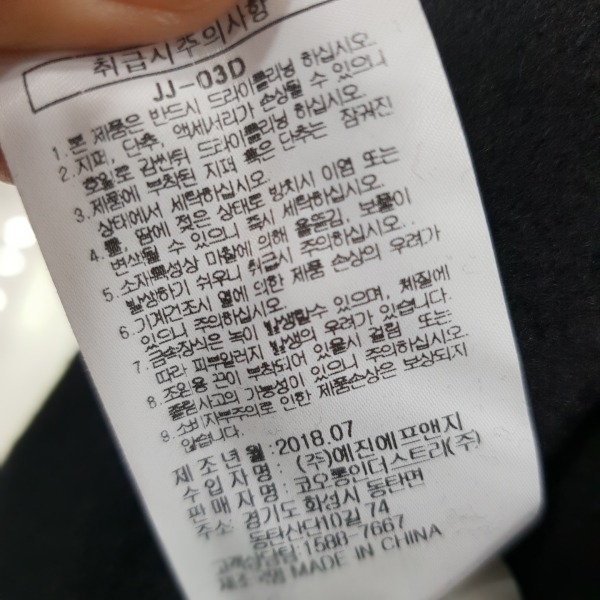 취급시주의사항
JJ-03D
1. 본 제품은 반드시 드라이클리닝 하십시오.
2. 지퍼, 단추, 액세서리가 손상될 수 있으니
호일로 감싼뒤 드라이클리닝 하십시오.
3. 제품에 부착된 지퍼 혹은 단추는 잠궈진
상태에서 세탁하십시오.
4. 물, 땀에 젖은 상태로 방치시 이염 또는
변색될 수 있으니 즉시 세탁하십시오.
5. 소재특성상 마찰에 의해 올뜯김, 보풀이
발생하기 쉬우니 취급시 주의하십시오.
6. 기계건조시 열에 의한 제품 손상의 우려가
있으니 주의하십시오.
7. 금속장식은 녹이 발생할수 있으며, 체질에
따라 피부알러지 발생의 우려가 있습니다.
8. 조임용 끈이 부착되어 있을시 걸림 또는
졸림사고의 가능성이 있으니 주의하십시오.
9. 소비자부주의로 인한 제품손상은 보상되지
않습니다.
제 조 년 월 : 2018.07
수 입 자 명 : (주)예진에프앤지
판 매 자 명 : 코오롱인더스트리(주)
주소 : 경기도 화성시 동탄면
동탄산단10길 74
고객상담실:1588-7667
제조국명 MADE IN CHINA